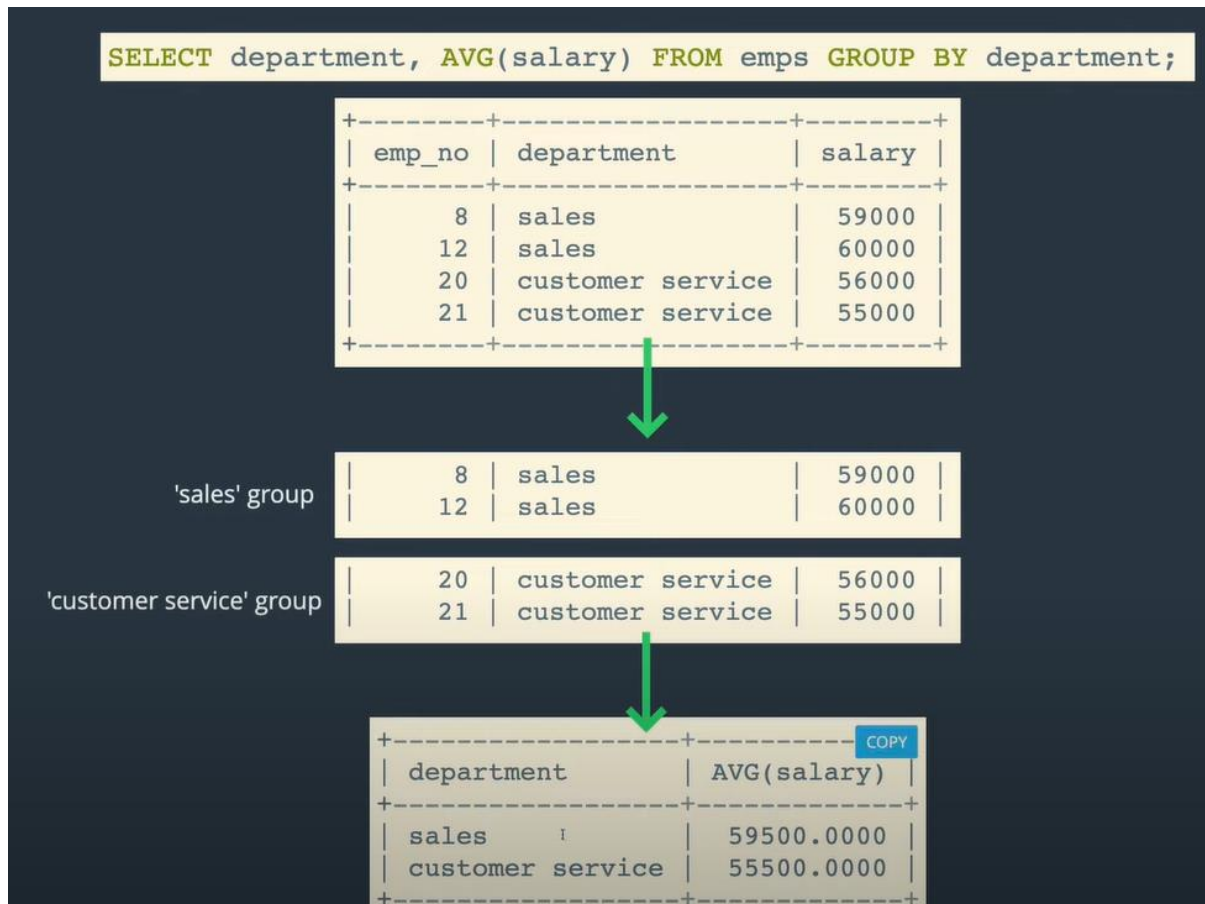 SELECT department, AVG(salary) FROM emps GROUP BY department;
+--------+------------------+--------+
| emp_no | department       | salary |
+--------+------------------+--------+
|      8 | sales            |  59000 |
|     12 | sales            |  60000 |
|     20 | customer service |  56000 |
|     21 | customer service |  55000 |
+--------+------------------+--------+
'sales' group
|      8 | sales            |  59000 |
|     12 | sales            |  60000 |
'customer service' group
|     20 | customer service |  56000 |
|     21 | customer service |  55000 |
COPY
+------------------+-------------+
| department       | AVG(salary) |
+------------------+-------------+
| sales            |  59500.0000 |
| customer service |  55500.0000 |
+------------------+-------------+